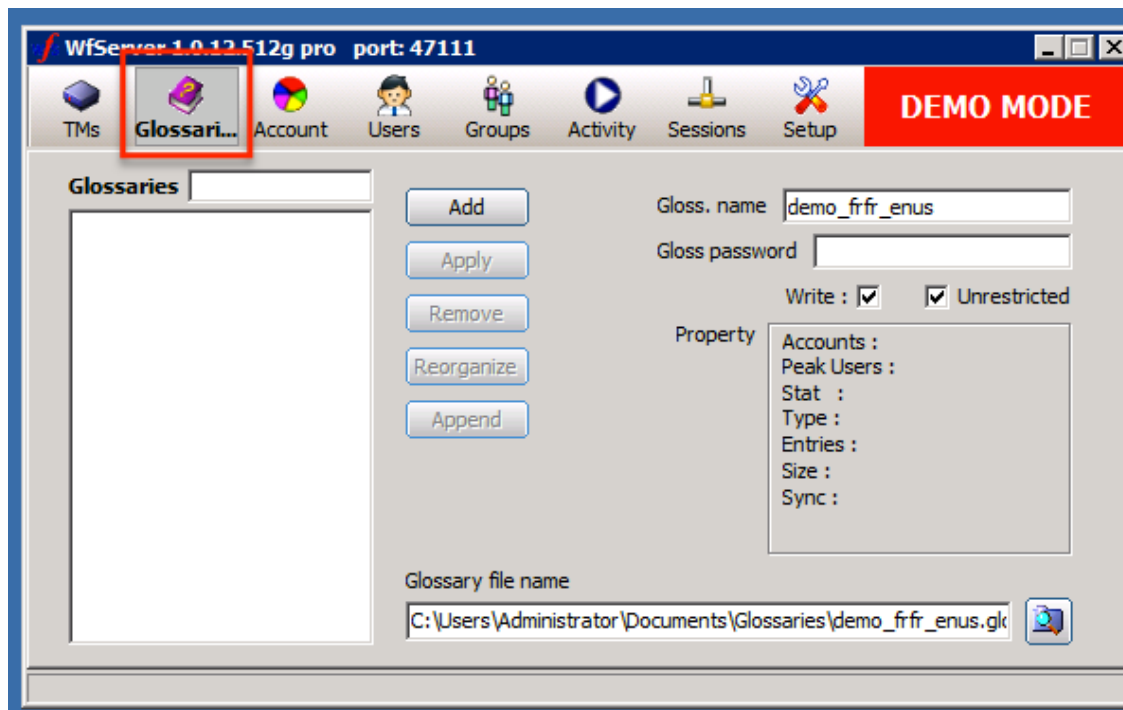 WfServer 1.0.12.512g pro port: 47111
TMs
Glossari...
Account
Users
Groups
Activity
Sessions
Setup
DEMO MODE
Glossaries
Add
Apply
Remove
Reorganize
Append
Gloss. name demo_frfr_enus
Gloss password
Write : Unrestricted
Property
Accounts :
Peak Users :
Stat :
Type :
Entries :
Size :
Sync :
Glossary file name
C:\Users\Administrator\Documents\Glossaries\demo_frfr_enus.glo